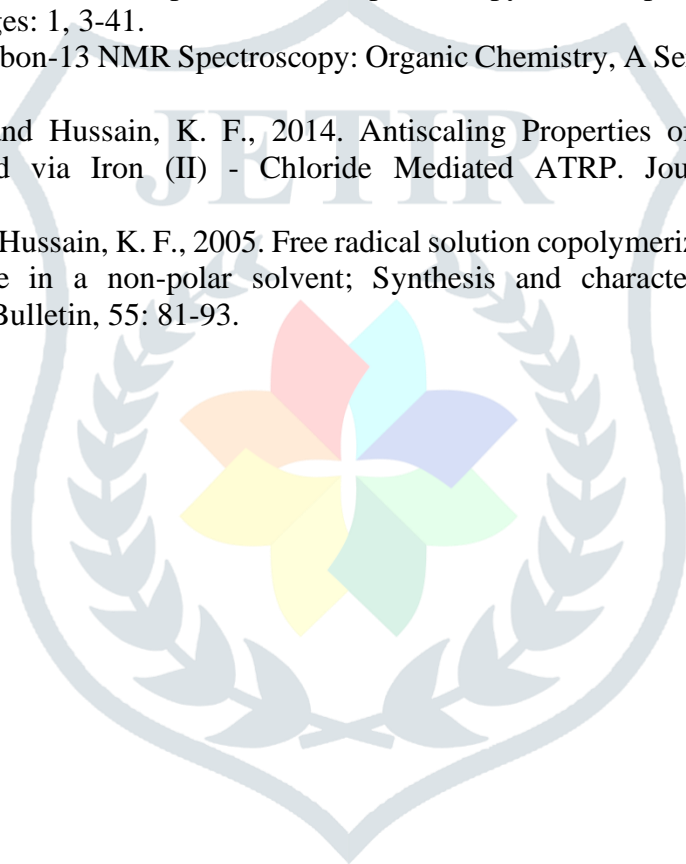 ges: 1, 3-41.
bon-13 NMR Spectroscopy: Organic Chemistry, A Se
nd Hussain, K. F., 2014. Antiscaling Properties o
d via Iron (II) - Chloride Mediated ATRP. Jou
Hussain, K. F., 2005. Free radical solution copolymeriz
e in a non-polar solvent; Synthesis and characte
Bulletin, 55: 81-93.
JETIR